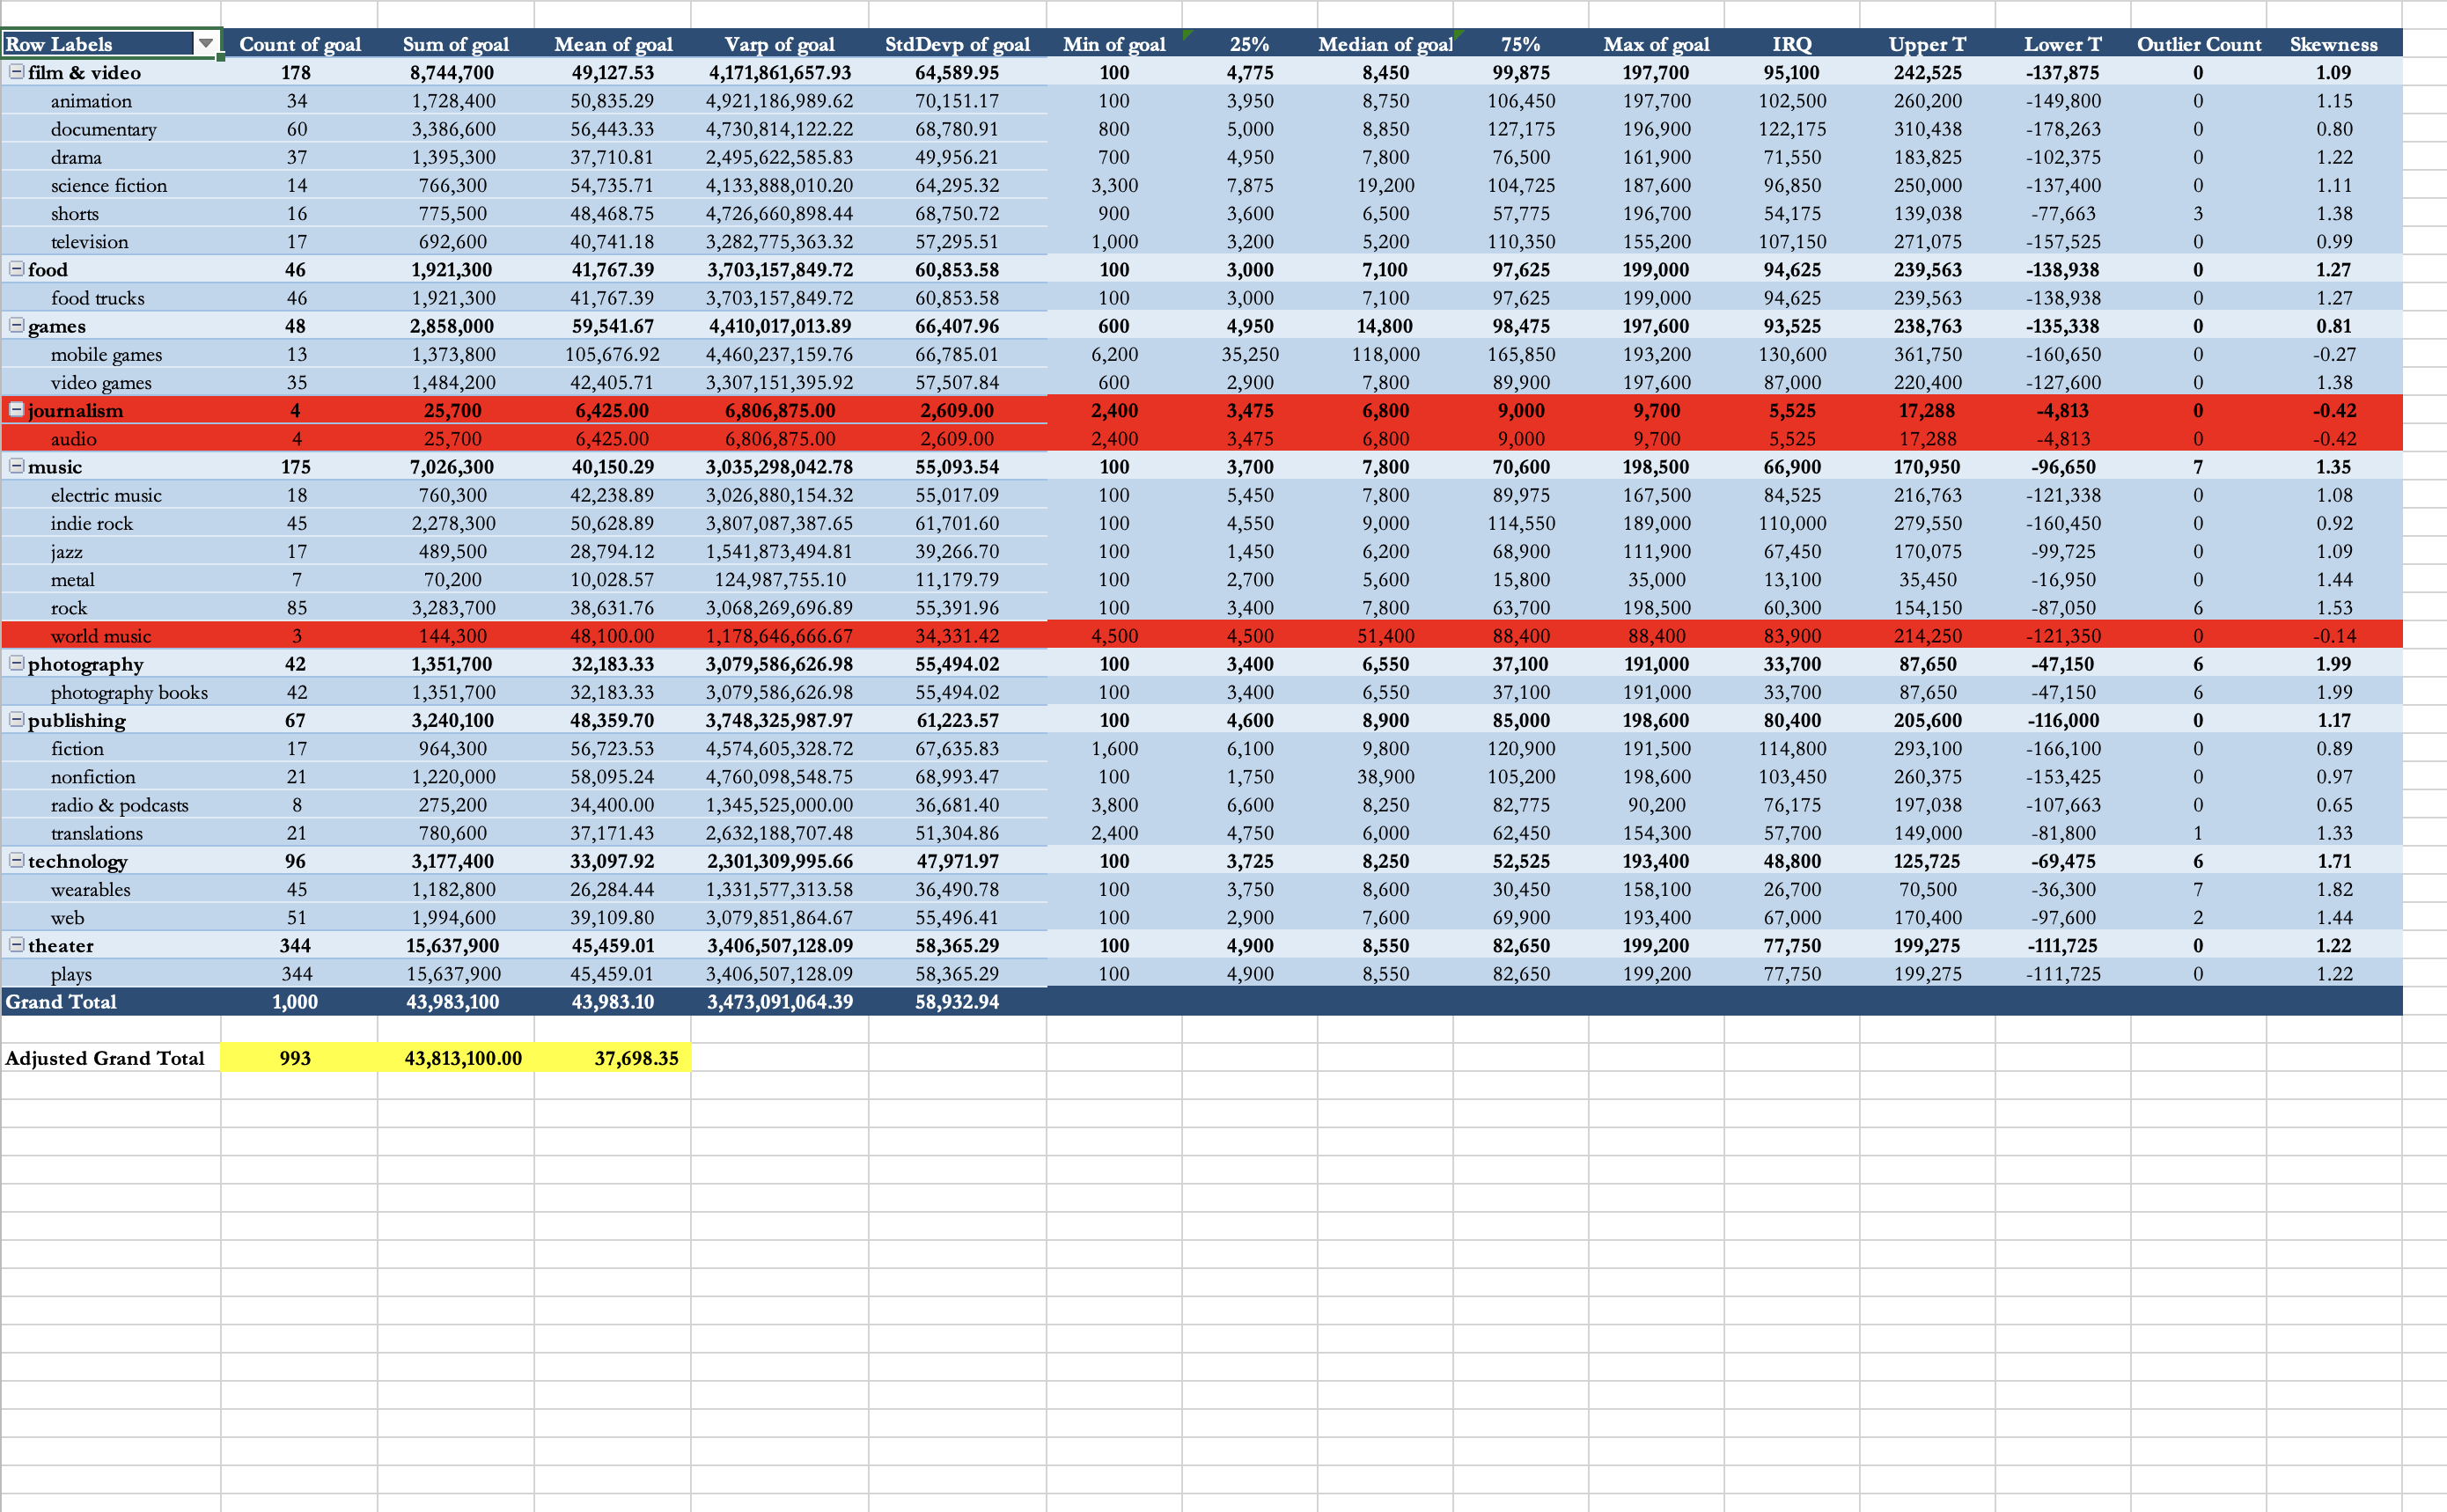 Row Labels Count of goal Sum of goal Mean of goal Varp of goal StdDevp of goal Min of goal 25% Median of goal 75% Max of goal IRQ Upper T Lower T Outlier Count Skewness
film & video 178 8,744,700 49,127.53 4,171,861,657.93 64,589.95 100 4,775 8,450 99,875 197,700 95,100 242,525 -137,875 0 1.09
animation 34 1,728,400 50,835.29 4,921,186,989.62 70,151.17 100 3,950 8,750 106,450 197,700 102,500 260,200 -149,800 0 1.15
documentary 60 3,386,600 56,443.33 4,730,814,122.22 68,780.91 800 5,000 8,850 127,175 196,900 122,175 310,438 -178,263 0 0.80
drama 37 1,395,300 37,710.81 2,495,622,585.83 49,956.21 700 4,950 7,800 76,500 161,900 71,550 183,825 -102,375 0 1.22
science fiction 14 766,300 54,735.71 4,133,888,010.20 64,295.32 3,300 7,875 19,200 104,725 187,600 96,850 250,000 -137,400 0 1.11
shorts 16 775,500 48,468.75 4,726,660,898.44 68,750.72 900 3,600 6,500 57,775 196,700 54,175 139,038 -77,663 3 1.38
television 17 692,600 40,741.18 3,282,775,363.32 57,295.51 1,000 3,200 5,200 110,350 155,200 107,150 271,075 -157,525 0 0.99
food 46 1,921,300 41,767.39 3,703,157,849.72 60,853.58 100 3,000 7,100 97,625 199,000 94,625 239,563 -138,938 0 1.27
food trucks 46 1,921,300 41,767.39 3,703,157,849.72 60,853.58 100 3,000 7,100 97,625 199,000 94,625 239,563 -138,938 0 1.27
games 48 2,858,000 59,541.67 4,410,017,013.89 66,407.96 600 4,950 14,800 98,475 197,600 93,525 238,763 -135,338 0 0.81
mobile games 13 1,373,800 105,676.92 4,460,237,159.76 66,785.01 6,200 35,250 118,000 165,850 193,200 130,600 361,750 -160,650 0 -0.27
video games 35 1,484,200 42,405.71 3,307,151,395.92 57,507.84 600 2,900 7,800 89,900 197,600 87,000 220,400 -127,600 0 1.38
journalism 4 25,700 6,425.00 6,806,875.00 2,609.00 2,400 3,475 6,800 9,000 9,700 5,525 17,288 -4,813 0 -0.42
audio 4 25,700 6,425.00 6,806,875.00 2,609.00 2,400 3,475 6,800 9,000 9,700 5,525 17,288 -4,813 0 -0.42
music 175 7,026,300 40,150.29 3,035,298,042.78 55,093.54 100 3,700 7,800 70,600 198,500 66,900 170,950 -96,650 7 1.35
electric music 18 760,300 42,238.89 3,026,880,154.32 55,017.09 100 5,450 7,800 89,975 167,500 84,525 216,763 -121,338 0 1.08
indie rock 45 2,278,300 50,628.89 3,807,087,387.65 61,701.60 100 4,550 9,000 114,550 189,000 110,000 279,550 -160,450 0 0.92
jazz 17 489,500 28,794.12 1,541,873,494.81 39,266.70 100 1,450 6,200 68,900 111,900 67,450 170,075 -99,725 0 1.09
metal 7 70,200 10,028.57 124,987,755.10 11,179.79 100 2,700 5,600 15,800 35,000 13,100 35,450 -16,950 0 1.44
rock 85 3,283,700 38,631.76 3,068,269,696.89 55,391.96 100 3,400 7,800 63,700 198,500 60,300 154,150 -87,050 6 1.53
world music 3 144,300 48,100.00 1,178,646,666.67 34,331.42 4,500 4,500 51,400 88,400 88,400 83,900 214,250 -121,350 0 -0.14
photography 42 1,351,700 32,183.33 3,079,586,626.98 55,494.02 100 3,400 6,550 37,100 191,000 33,700 87,650 -47,150 6 1.99
photography books 42 1,351,700 32,183.33 3,079,586,626.98 55,494.02 100 3,400 6,550 37,100 191,000 33,700 87,650 -47,150 6 1.99
publishing 67 3,240,100 48,359.70 3,748,325,987.97 61,223.57 100 4,600 8,900 85,000 198,600 80,400 205,600 -116,000 0 1.17
fiction 17 964,300 56,723.53 4,574,605,328.72 67,635.83 1,600 6,100 9,800 120,900 191,500 114,800 293,100 -166,100 0 0.89
nonfiction 21 1,220,000 58,095.24 4,760,098,548.75 68,993.47 100 1,750 38,900 105,200 198,600 103,450 260,375 -153,425 0 0.97
radio & podcasts 8 275,200 34,400.00 1,345,525,000.00 36,681.40 3,800 6,600 8,250 82,775 90,200 76,175 197,038 -107,663 0 0.65
translations 21 780,600 37,171.43 2,632,188,707.48 51,304.86 2,400 4,750 6,000 62,450 154,300 57,700 149,000 -81,800 1 1.33
technology 96 3,177,400 33,097.92 2,301,309,995.66 47,971.97 100 3,725 8,250 52,525 193,400 48,800 125,725 -69,475 6 1.71
wearables 45 1,182,800 26,284.44 1,331,577,313.58 36,490.78 100 3,750 8,600 30,450 158,100 26,700 70,500 -36,300 7 1.82
web 51 1,994,600 39,109.80 3,079,851,864.67 55,496.41 100 2,900 7,600 69,900 193,400 67,000 170,400 -97,600 2 1.44
theater 344 15,637,900 45,459.01 3,406,507,128.09 58,365.29 100 4,900 8,550 82,650 199,200 77,750 199,275 -111,725 0 1.22
plays 344 15,637,900 45,459.01 3,406,507,128.09 58,365.29 100 4,900 8,550 82,650 199,200 77,750 199,275 -111,725 0 1.22
Grand Total 1,000 43,983,100 43,983.10 3,473,091,064.39 58,932.94
Adjusted Grand Total 993 43,813,100.00 37,698.35